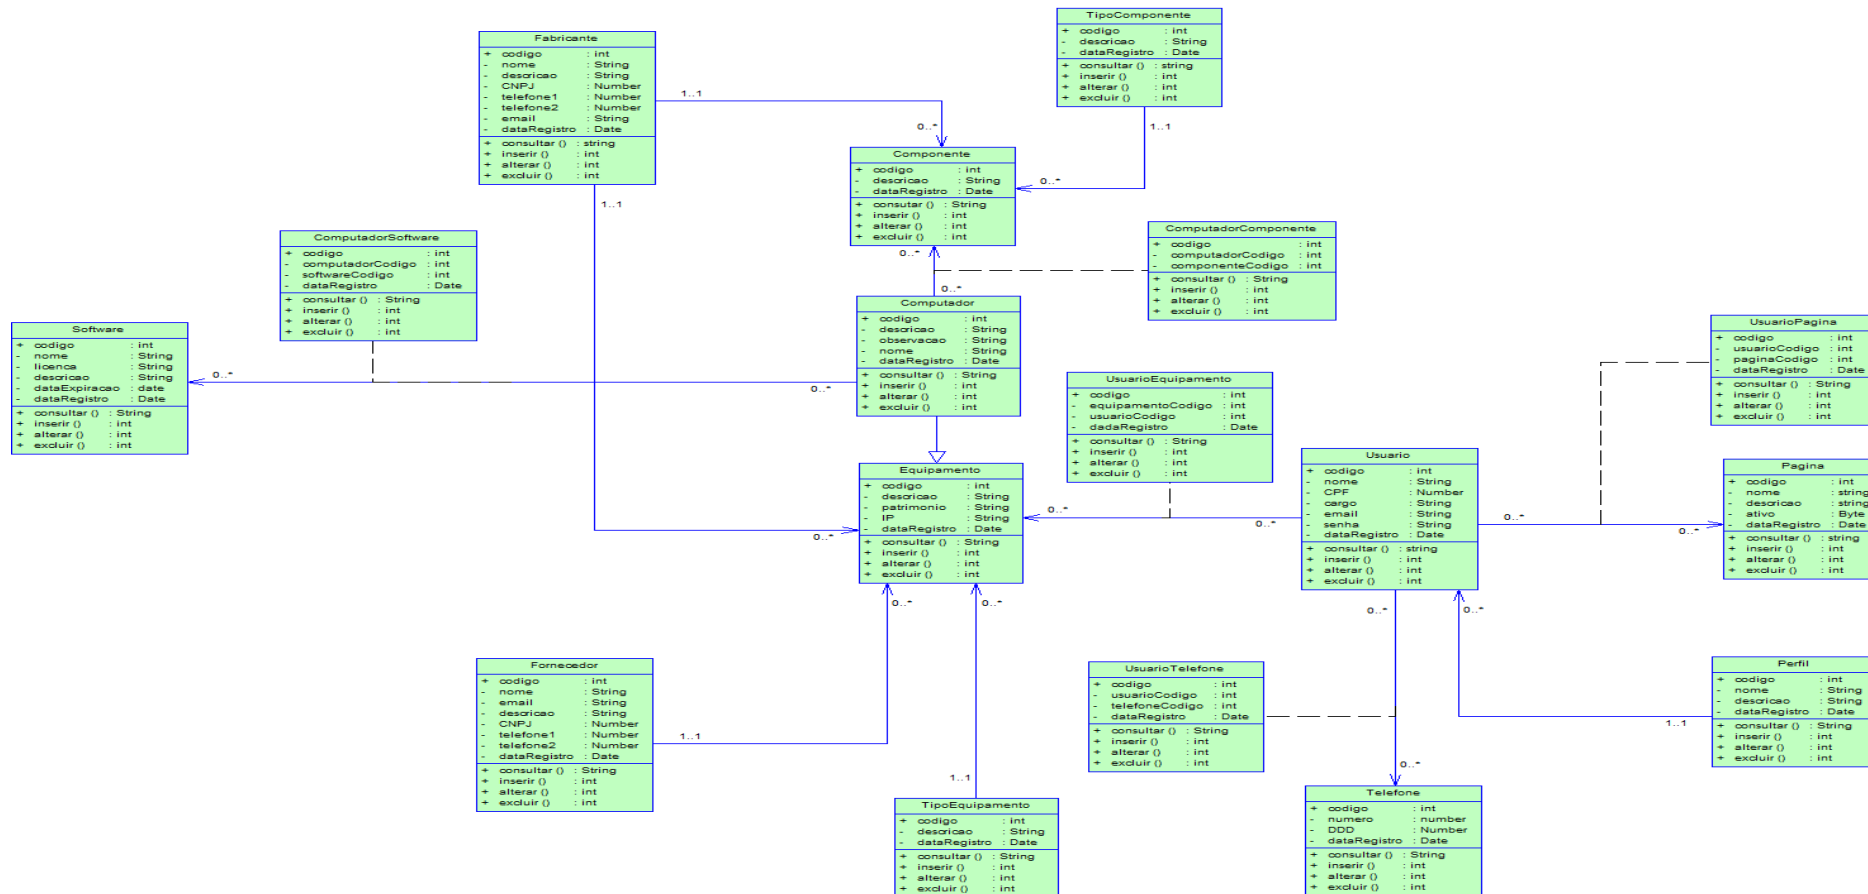 TipoComponente
+ codigo : int
- descricao : String
- dataRegistro : Date
+ consultar () : string
+ inserir () : int
+ alterar () : int
+ excluir () : int
1..1
0..*
Fabricante
+ codigo : int
- nome : String
- descricao : String
- CNPJ : Number
- telefone1 : Number
- telefone2 : Number
- email : String
- dataRegistro : Date
+ consultar () : string
+ inserir () : int
+ alterar () : int
+ excluir () : int
1..1
0..*
1..1
0..*
Componente
+ codigo : int
- descricao : String
- dataRegistro : Date
+ consutar () : String
+ inserir () : int
+ alterar () : int
+ excluir () : int
0..*
0..*
ComputadorComponente
+ codigo : int
- computadorCodigo : int
- componenteCodigo : int
+ consultar () : String
+ inserir () : int
+ alterar () : int
+ excluir () : int
ComputadorSoftware
+ codigo : int
- computadorCodigo : int
- softwareCodigo : int
- dataRegistro : Date
+ consultar () : String
+ inserir () : int
+ alterar () : int
+ excluir () : int
Software
+ codigo : int
- nome : String
- licenca : String
- descricao : String
- dataExpiracao : date
- dataRegistro : Date
+ consultar () : String
+ inserir () : int
+ alterar () : int
+ excluir () : int
0..*
0..*
Computador
+ codigo : int
- descricao : String
- observacao : String
- nome : String
- dataRegistro : Date
+ consultar () : String
+ inserir () : int
+ alterar () : int
+ excluir () : int
UsuarioEquipamento
+ codigo : int
- equipamentoCodigo : int
- usuarioCodigo : int
- dadaRegistro : Date
+ consultar () : String
+ inserir () : int
+ alterar () : int
+ excluir () : int
UsuarioPagina
+ codigo : int
- usuarioCodigo : int
- paginaCodigo : int
- dataRegistro : Date
+ consultar () : String
+ inserir () : int
+ alterar () : int
+ excluir () : int
Equipamento
+ codigo : int
- descricao : String
- patrimonio : String
- IP : String
- dataRegistro : Date
+ consultar () : String
+ inserir () : int
+ alterar () : int
+ excluir () : int
0..*
0..*
Usuario
+ codigo : int
- nome : String
- CPF : Number
- cargo : String
- email : String
- senha : String
- dataRegistro : Date
+ consultar () : string
+ inserir () : int
+ alterar () : int
+ excluir () : int
0..*
0..*
Pagina
+ codigo : int
- nome : string
- descricao : string
- ativo : Byte
- dataRegistro : Date
+ consultar () : string
+ inserir () : int
+ alterar () : int
+ excluir () : int
0..*
0..*
0..*
0..*
Fornecedor
+ codigo : int
- nome : String
- email : String
- descricao : String
- CNPJ : Number
- telefone1 : Number
- telefone2 : Number
- dataRegistro : Date
+ consultar () : String
+ inserir () : int
+ alterar () : int
+ excluir () : int
1..1
UsuarioTelefone
+ codigo : int
- usuarioCodigo : int
- telefoneCodigo : int
- dataRegistro : Date
+ consultar () : String
+ inserir () : int
+ alterar () : int
+ excluir () : int
Perfil
+ codigo : int
- nome : String
- descricao : String
- dataRegistro : Date
+ consultar () : String
+ inserir () : int
+ alterar () : int
+ excluir () : int
1..1
1..1
0..*
TipoEquipamento
+ codigo : int
- descricao : String
- dataRegistro : Date
+ consultar () : String
+ inserir () : int
+ alterar () : int
+ excluir () : int
Telefone
+ codigo : int
- numero : number
- DDD : Number
- dataRegistro : Date
+ consultar () : String
+ inserir () : int
+ alterar () : int
+ excluir () : int